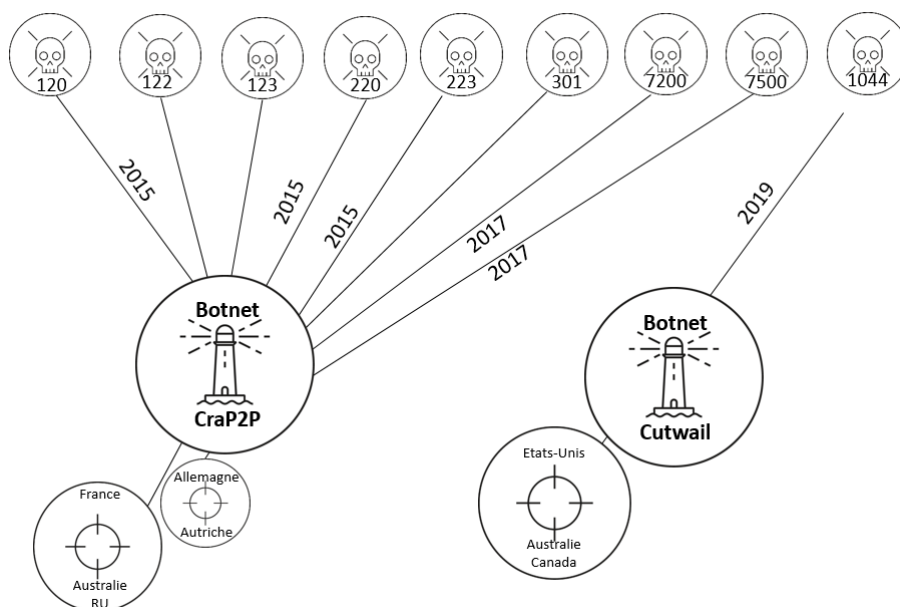 120
122
123
220
223
301
7200
7500
1044
2015
2015
2015
2017
2017
2019
Botnet
CraP2P
Botnet
Cutwail
France
Australie
RU
Allemagne
Autriche
Etats-Unis
Australie
Canada